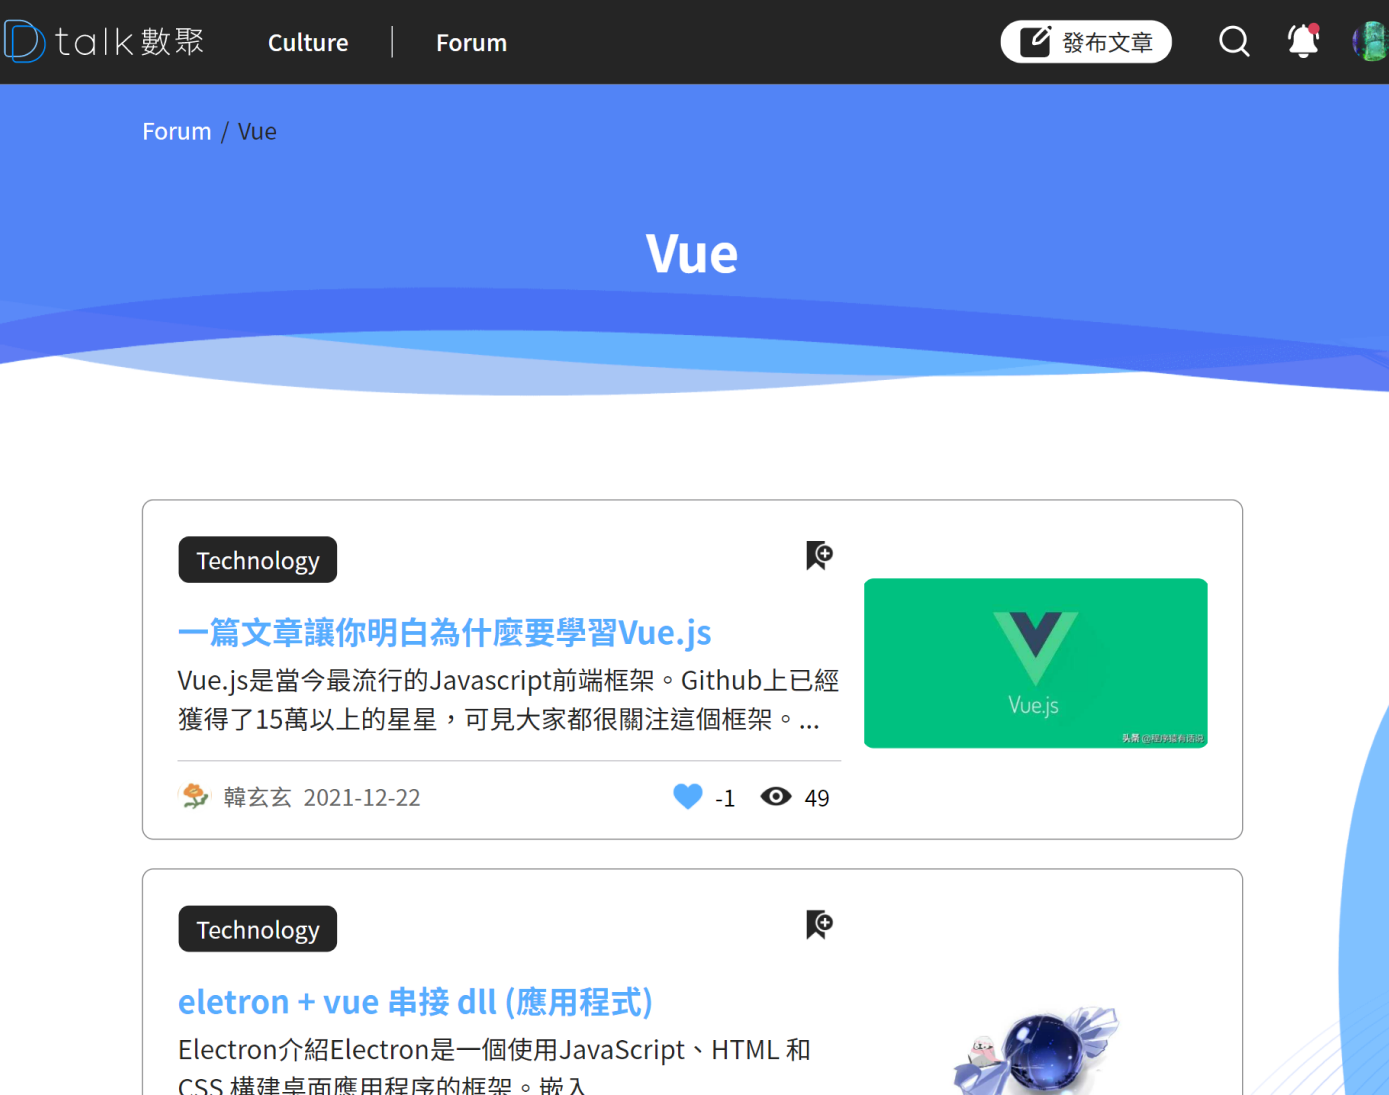 Dtalk數聚
Culture | Forum
發布文章
Forum / Vue
Vue
Technology
一篇文章讓你明白為什麼要學習Vue.js
Vue.js是當今最流行的Javascript前端框架。Github上已經
獲得了15萬以上的星星，可見大家都很關注這個框架。...
Vue.js
头条 @程序猿有话说
韓玄玄 2021-12-22
-1 49
Technology
eletron + vue 串接 dll (應用程式)
Electron介紹Electron是一個使用JavaScript、HTML 和
CSS 構建桌面應用程序的框架。嵌入